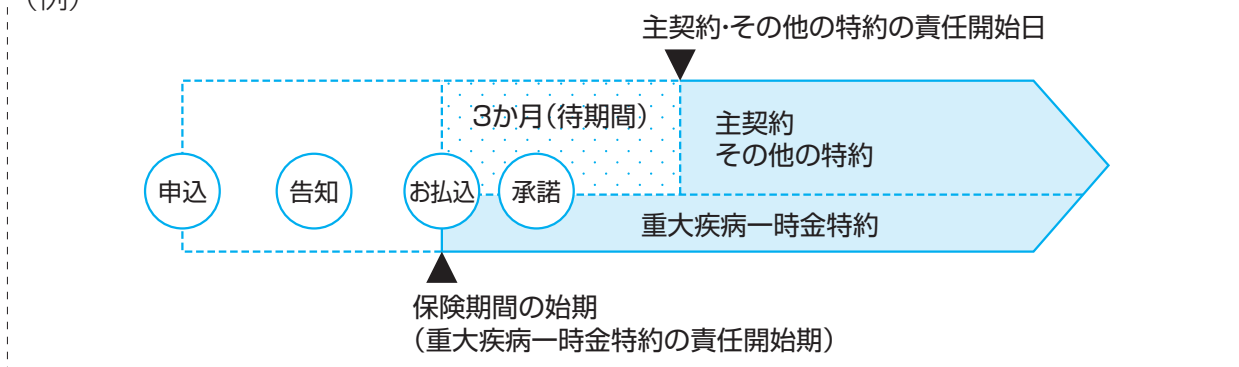 (例)
主契約・その他の特約の責任開始日
3か月(待期間)
主契約
その他の特約
申込
告知
お払込
承諾
重大疾病一時金特約
保険期間の始期
(重大疾病一時金特約の責任開始期)